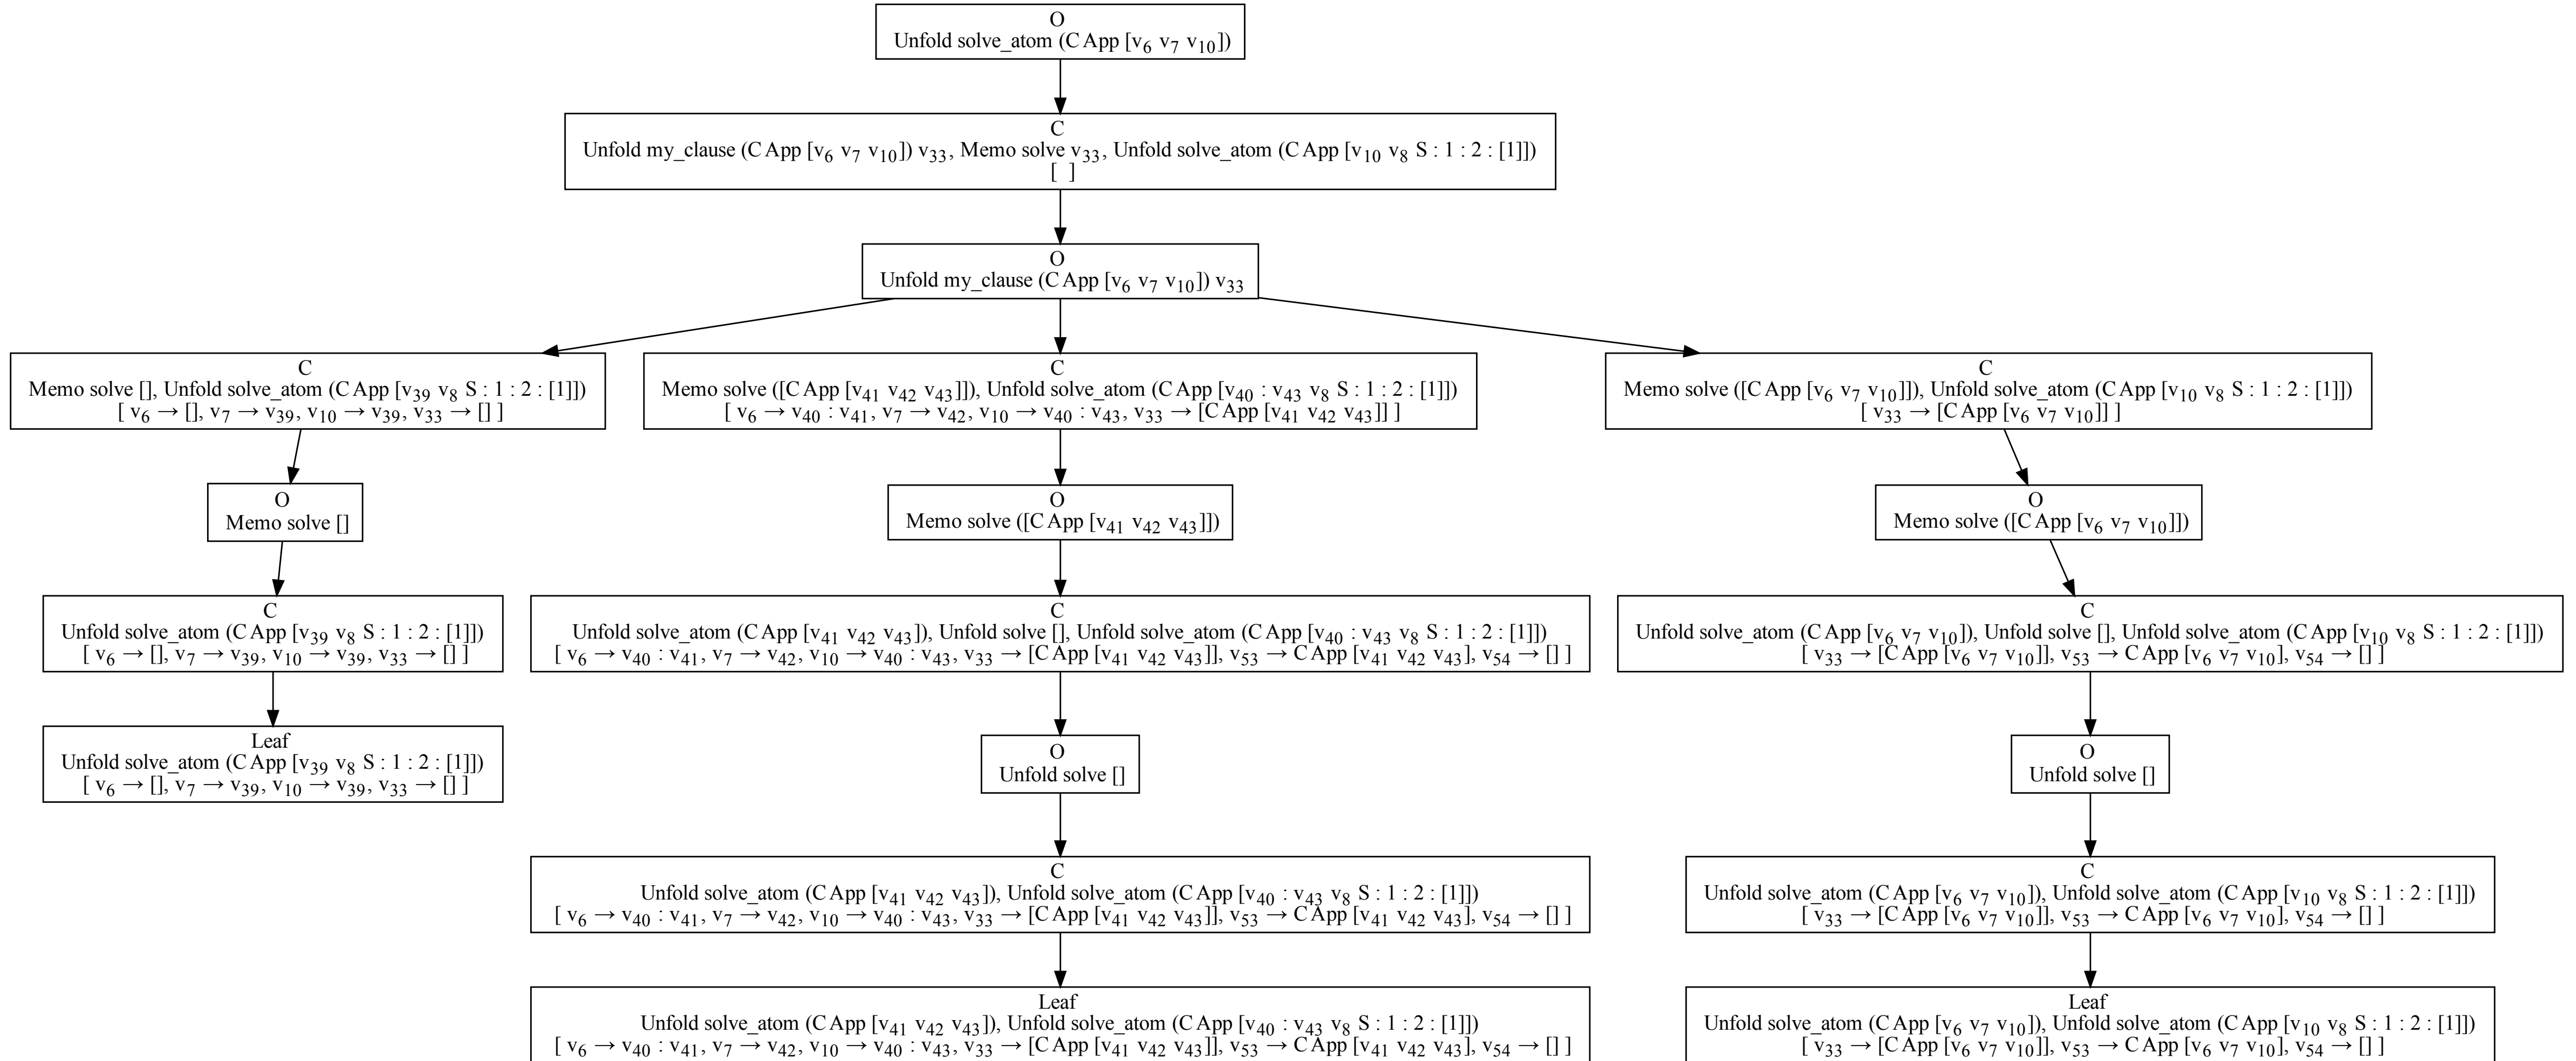 O
Unfold solve_atom (C App [v₆ v₇ v₁₀])
C
Unfold my_clause (C App [v₆ v₇ v₁₀]) v₃₃, Memo solve v₃₃, Unfold solve_atom (C App [v₁₀ v₈ S : 1 : 2 : [1]])
[ ]
O
Unfold my_clause (C App [v₆ v₇ v₁₀]) v₃₃
C
Memo solve [], Unfold solve_atom (C App [v₃₉ v₈ S : 1 : 2 : [1]])
[ v₆ → [], v₇ → v₃₉, v₁₀ → v₃₉, v₃₃ → [] ]
C
Memo solve ([C App [v₄₁ v₄₂ v₄₃]]), Unfold solve_atom (C App [v₄₀ : v₄₃ v₈ S : 1 : 2 : [1]])
[ v₆ → v₄₀ : v₄₁, v₇ → v₄₂, v₁₀ → v₄₀ : v₄₃, v₃₃ → [C App [v₄₁ v₄₂ v₄₃]] ]
C
Memo solve ([C App [v₆ v₇ v₁₀]]), Unfold solve_atom (C App [v₁₀ v₈ S : 1 : 2 : [1]])
[ v₃₃ → [C App [v₆ v₇ v₁₀]] ]
O
Memo solve []
O
Memo solve ([C App [v₄₁ v₄₂ v₄₃]])
O
Memo solve ([C App [v₆ v₇ v₁₀]])
C
Unfold solve_atom (C App [v₃₉ v₈ S : 1 : 2 : [1]])
[ v₆ → [], v₇ → v₃₉, v₁₀ → v₃₉, v₃₃ → [] ]
C
Unfold solve_atom (C App [v₄₁ v₄₂ v₄₃]), Unfold solve [], Unfold solve_atom (C App [v₄₀ : v₄₃ v₈ S : 1 : 2 : [1]])
[ v₆ → v₄₀ : v₄₁, v₇ → v₄₂, v₁₀ → v₄₀ : v₄₃, v₃₃ → [C App [v₄₁ v₄₂ v₄₃]], v₅₃ → C App [v₄₁ v₄₂ v₄₃], v₅₄ → [] ]
C
Unfold solve_atom (C App [v₆ v₇ v₁₀]), Unfold solve [], Unfold solve_atom (C App [v₁₀ v₈ S : 1 : 2 : [1]])
[ v₃₃ → [C App [v₆ v₇ v₁₀]], v₅₃ → C App [v₆ v₇ v₁₀], v₅₄ → [] ]
Leaf
Unfold solve_atom (C App [v₃₉ v₈ S : 1 : 2 : [1]])
[ v₆ → [], v₇ → v₃₉, v₁₀ → v₃₉, v₃₃ → [] ]
O
Unfold solve []
O
Unfold solve []
C
Unfold solve_atom (C App [v₄₁ v₄₂ v₄₃]), Unfold solve_atom (C App [v₄₀ : v₄₃ v₈ S : 1 : 2 : [1]])
[ v₆ → v₄₀ : v₄₁, v₇ → v₄₂, v₁₀ → v₄₀ : v₄₃, v₃₃ → [C App [v₄₁ v₄₂ v₄₃]], v₅₃ → C App [v₄₁ v₄₂ v₄₃], v₅₄ → [] ]
C
Unfold solve_atom (C App [v₆ v₇ v₁₀]), Unfold solve_atom (C App [v₁₀ v₈ S : 1 : 2 : [1]])
[ v₃₃ → [C App [v₆ v₇ v₁₀]], v₅₃ → C App [v₆ v₇ v₁₀], v₅₄ → [] ]
Leaf
Unfold solve_atom (C App [v₄₁ v₄₂ v₄₃]), Unfold solve_atom (C App [v₄₀ : v₄₃ v₈ S : 1 : 2 : [1]])
[ v₆ → v₄₀ : v₄₁, v₇ → v₄₂, v₁₀ → v₄₀ : v₄₃, v₃₃ → [C App [v₄₁ v₄₂ v₄₃]], v₅₃ → C App [v₄₁ v₄₂ v₄₃], v₅₄ → [] ]
Leaf
Unfold solve_atom (C App [v₆ v₇ v₁₀]), Unfold solve_atom (C App [v₁₀ v₈ S : 1 : 2 : [1]])
[ v₃₃ → [C App [v₆ v₇ v₁₀]], v₅₃ → C App [v₆ v₇ v₁₀], v₅₄ → [] ]